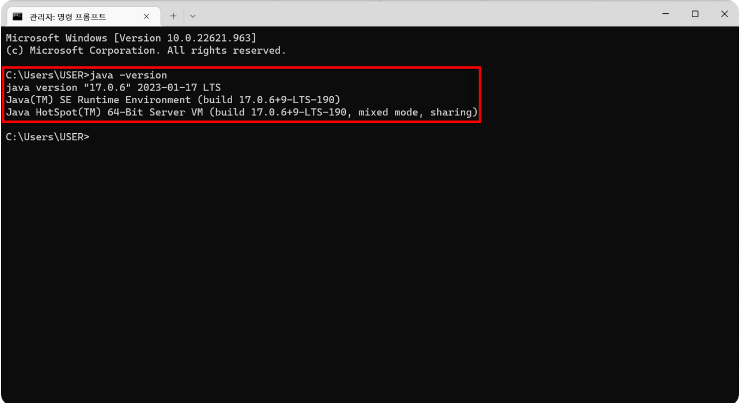 관리자: 명령 프롬프트
Microsoft Windows [Version 10.0.22621.963]
(c) Microsoft Corporation. All rights reserved.
C:\Users\USER>java -version
java version "17.0.6" 2023-01-17 LTS
Java(TM) SE Runtime Environment (build 17.0.6+9-LTS-190)
Java HotSpot(TM) 64-Bit Server VM (build 17.0.6+9-LTS-190, mixed mode, sharing)
C:\Users\USER>